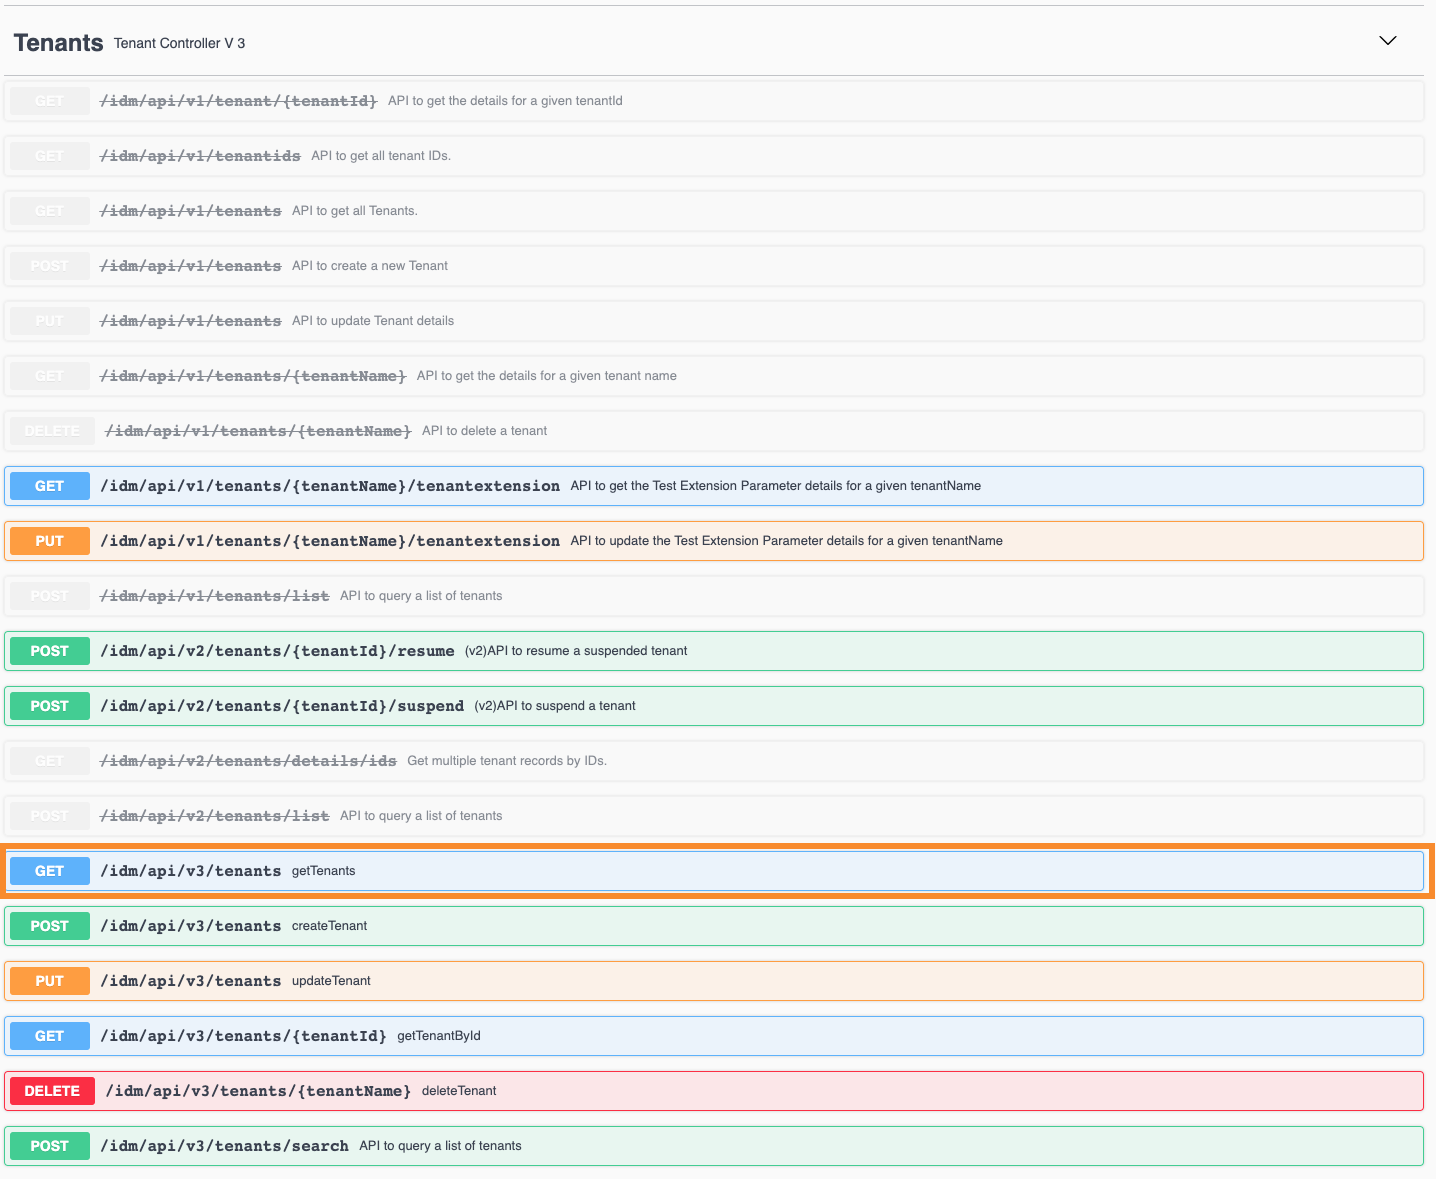 Tenants Tenant Controller V 3
GET /idm/api/v1/tenant/{tenantId} API to get the details for a given tenantId
GET /idm/api/v1/tenantids API to get all tenant IDs.
GET /idm/api/v1/tenants API to get all Tenants.
POST /idm/api/v1/tenants API to create a new Tenant
PUT /idm/api/v1/tenants API to update Tenant details
GET /idm/api/v1/tenants/{tenantName} API to get the details for a given tenant name
DELETE /idm/api/v1/tenants/{tenantName} API to delete a tenant
GET /idm/api/v1/tenants/{tenantName}/tenantextension API to get the Test Extension Parameter details for a given tenantName
PUT /idm/api/v1/tenants/{tenantName}/tenantextension API to update the Test Extension Parameter details for a given tenantName
POST /idm/api/v1/tenants/list API to query a list of tenants
POST /idm/api/v2/tenants/{tenantId}/resume (v2)API to resume a suspended tenant
POST /idm/api/v2/tenants/{tenantId}/suspend (v2)API to suspend a tenant
GET /idm/api/v2/tenants/details/ids Get multiple tenant records by IDs.
POST /idm/api/v2/tenants/list API to query a list of tenants
GET /idm/api/v3/tenants getTenants
POST /idm/api/v3/tenants createTenant
PUT /idm/api/v3/tenants updateTenant
GET /idm/api/v3/tenants/{tenantId} getTenantById
DELETE /idm/api/v3/tenants/{tenantName} deleteTenant
POST /idm/api/v3/tenants/search API to query a list of tenants